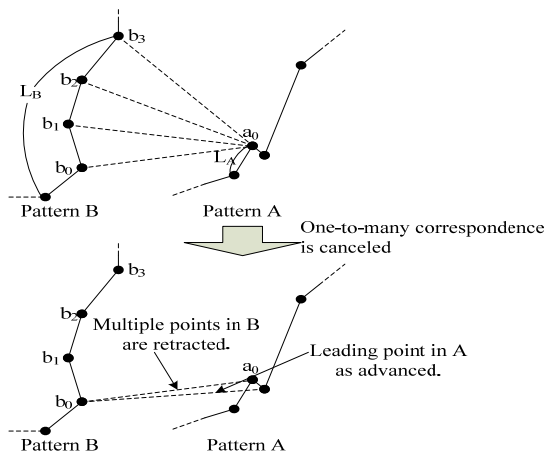 b3
b2
LB
b1
a0
LA
b0
Pattern B
Pattern A
One-to-many correspondence
is canceled
b3
b2
Multiple points in B
are retracted.
b1
a0
Leading point in A
as advanced.
b0
Pattern B
Pattern A